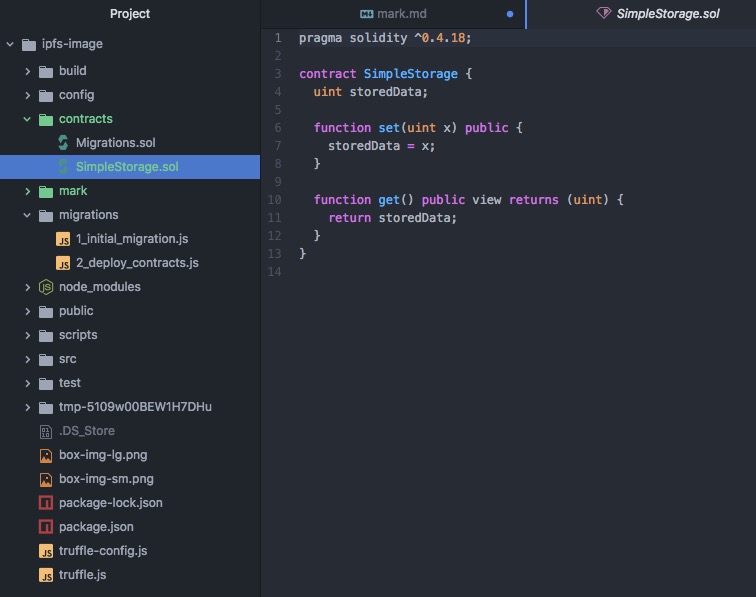 Project
ipfs-image
build
config
contracts
Migrations.sol
SimpleStorage.sol
mark
migrations
JS 1_initial_migration.js
JS 2_deploy_contracts.js
node_modules
public
scripts
src
test
tmp-5109w00BEW1H7DHu
.DS_Store
box-img-lg.png
box-img-sm.png
package-lock.json
package.json
JS truffle-config.js
JS truffle.js
mark.md
SimpleStorage.sol
1 pragma solidity ^0.4.18;
2
3 contract SimpleStorage {
4 uint storedData;
5
6 function set(uint x) public {
7 storedData = x;
8 }
9
10 function get() public view returns (uint) {
11 return storedData;
12 }
13 }
14